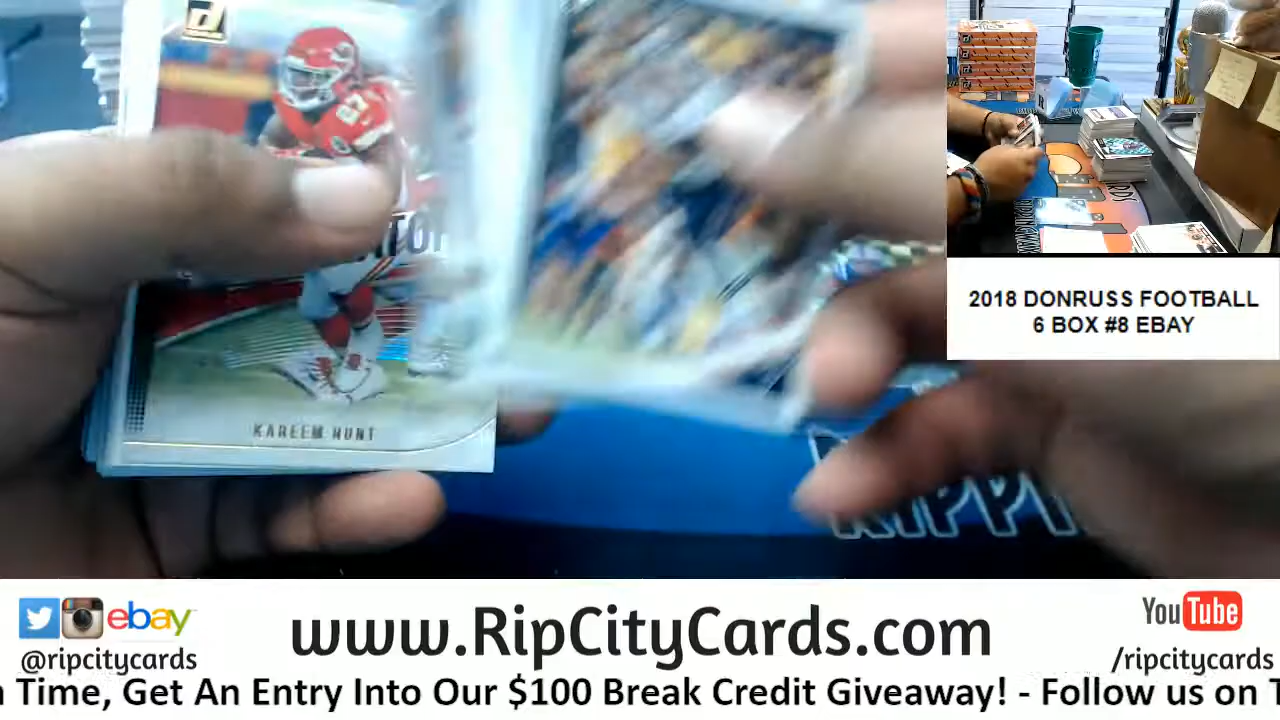 KAREEM HUNT
2018 DONRUSS FOOTBALL
6 BOX #8 EBAY
ebay
@ripcitycards
www.RipCityCards.com
YouTube
/ripcitycards
Time, Get An Entry Into Our $100 Break Credit Giveaway! - Follow us on